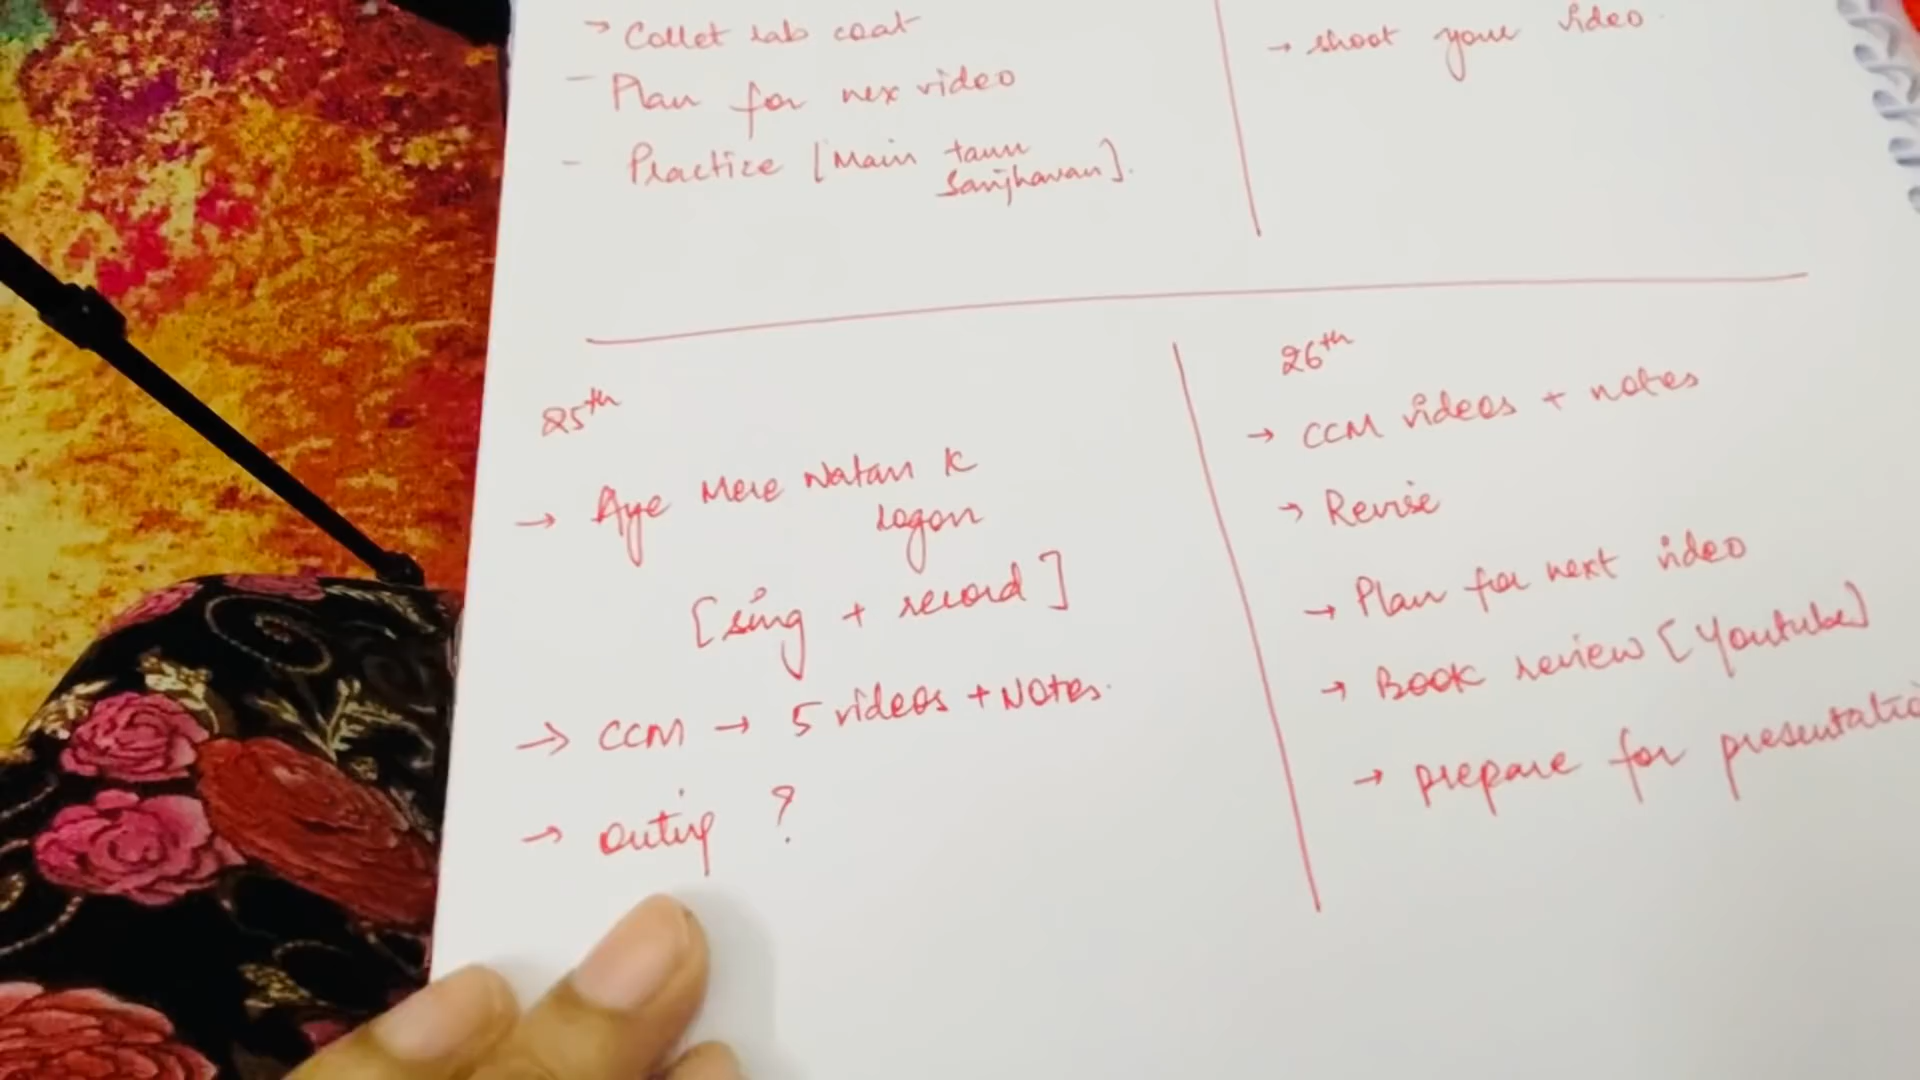 → Collet lab coat
- Plan for nex video
- Practice [Main tanu
Sanjhavan].
→ shoot your video
25th
→ Aye Mere Watan K
logon
[sing + record]
→ CCM → 5 videos + Notes.
→ outing ?
26th
→ CCM videos + notes
→ Revise
→ Plan for next video
→ Book review [Youtube]
→ prepare for presentatio